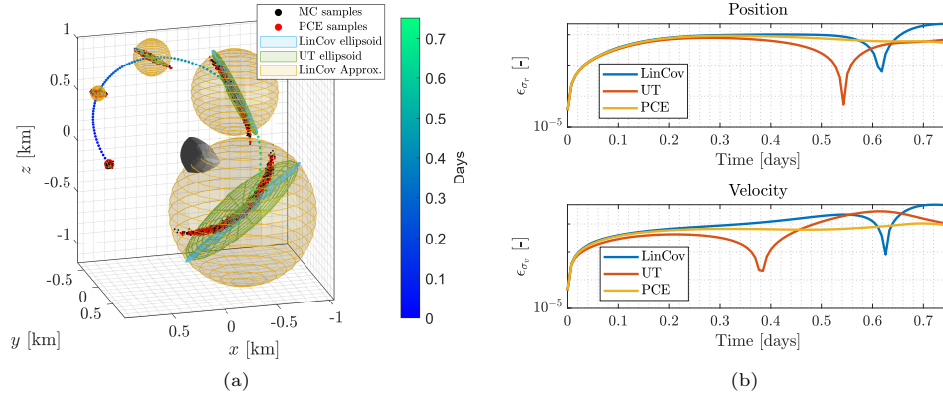 MC samples
PCE samples
LinCov ellipsoid
UT ellipsoid
LinCov Approx.
1
0.5
0
-0.5
-1
z [km]
-0.5
0
0.5
y [km]
0.5
0
-0.5
-1
x [km]
0.7
0.6
0.5
0.4
0.3
0.2
0.1
0
Days
(a)
Position
ϵσr [-]
10⁻⁵
LinCov
UT
PCE
0 0.1 0.2 0.3 0.4 0.5 0.6 0.7
Time [days]
Velocity
ϵσv [-]
10⁻⁵
LinCov
UT
PCE
0 0.1 0.2 0.3 0.4 0.5 0.6 0.7
Time [days]
(b)